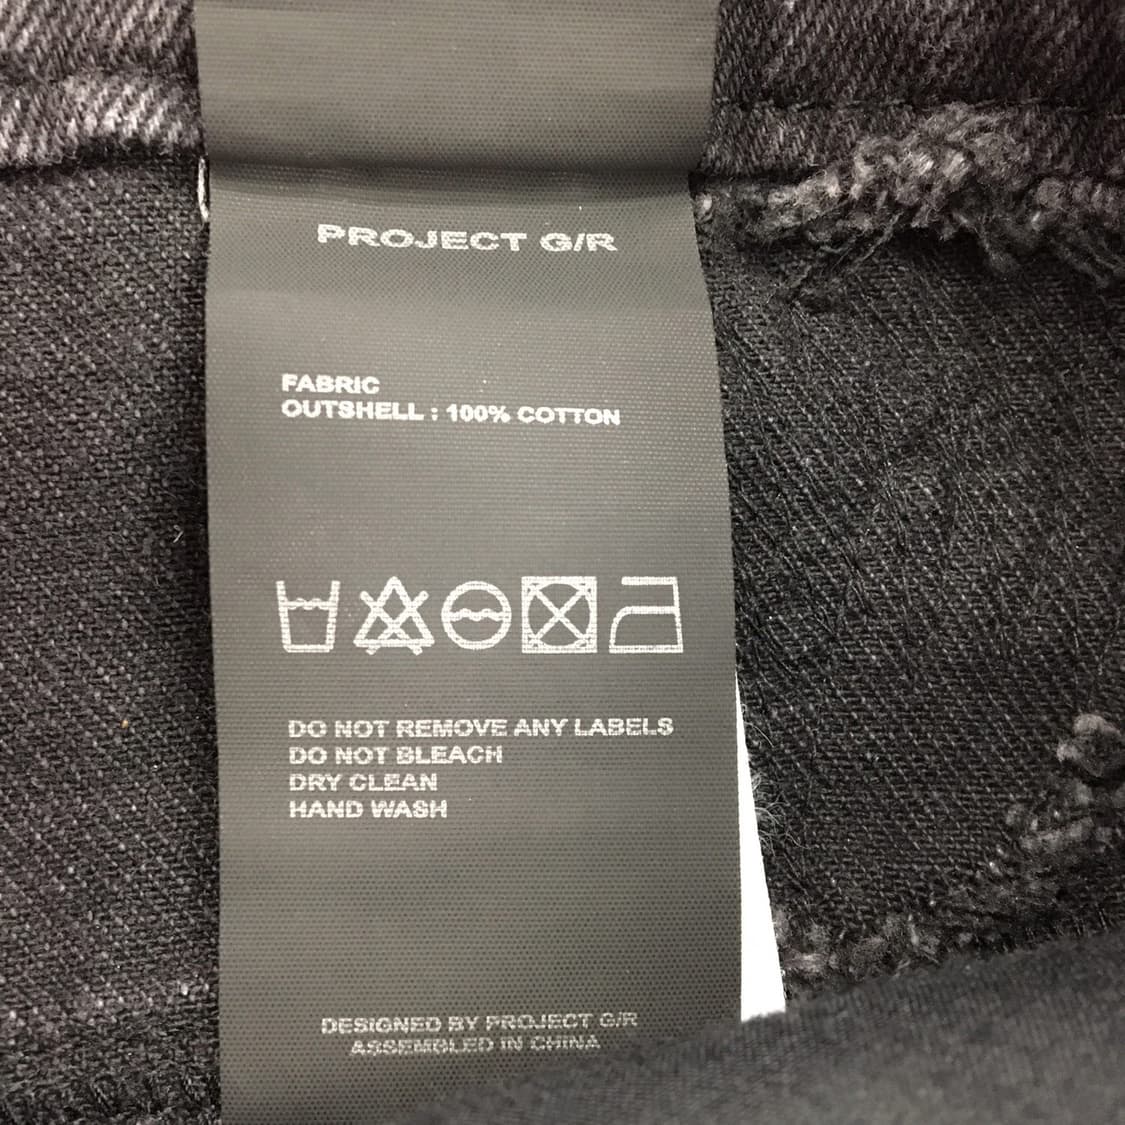 PROJECT G/R
FABRIC
OUTSHELL : 100% COTTON
DO NOT REMOVE ANY LABELS
DO NOT BLEACH
DRY CLEAN
HAND WASH
DESIGNED BY PROJECT G/R
ASSEMBLED IN CHINA